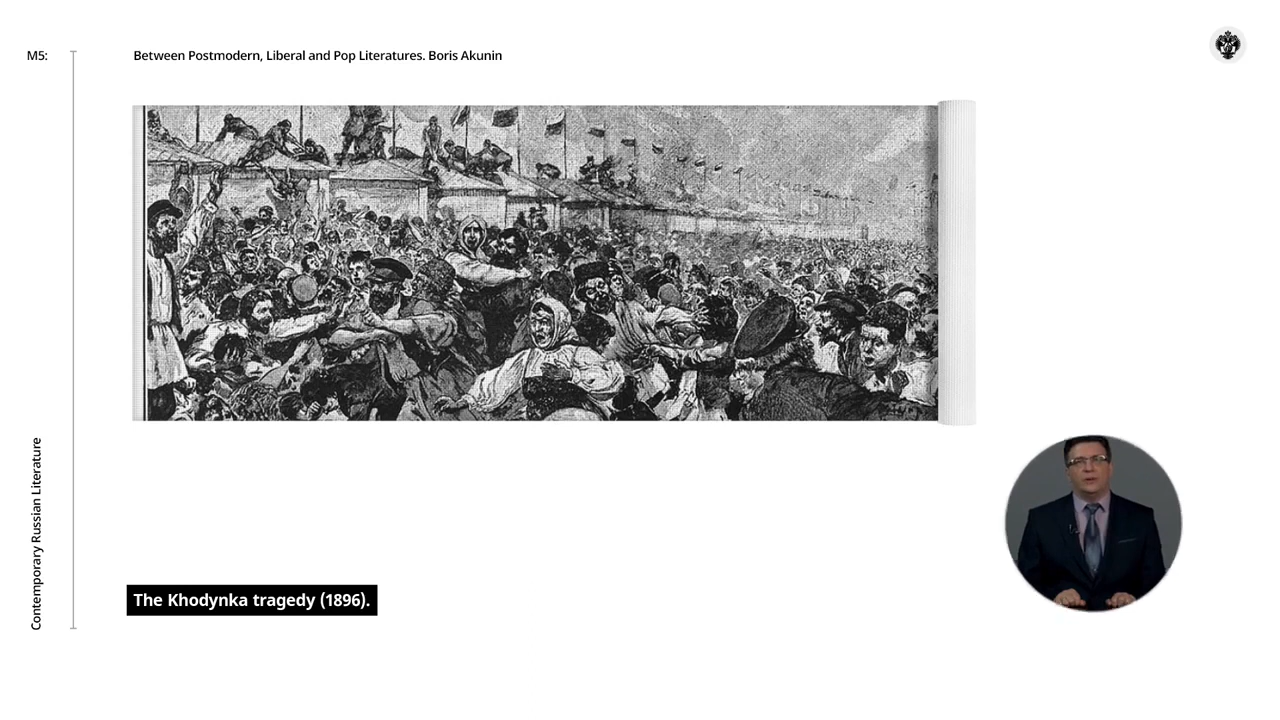 M5:
Between Postmodern, Liberal and Pop Literatures. Boris Akunin
Contemporary Russian Literature
The Khodynka tragedy (1896).